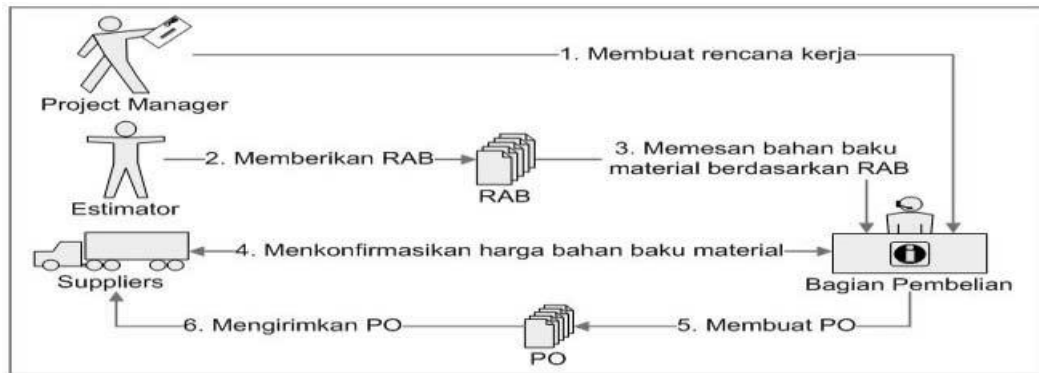 1. Membuat rencana kerja
Project Manager
2. Memberikan RAB
RAB
3. Memesan bahan baku
material berdasarkan RAB
Estimator
4. Menkonfirmasikan harga bahan baku material
Suppliers
Bagian Pembelian
6. Mengirimkan PO
PO
5. Membuat PO